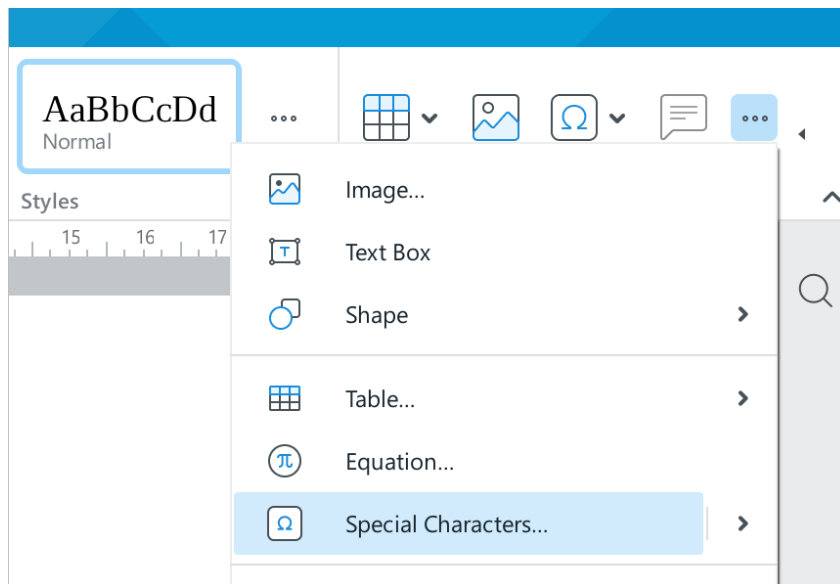 AaBbCcDd
Normal
Styles
15 16 17
Image...
Text Box
Shape
Table...
Equation...
Special Characters...